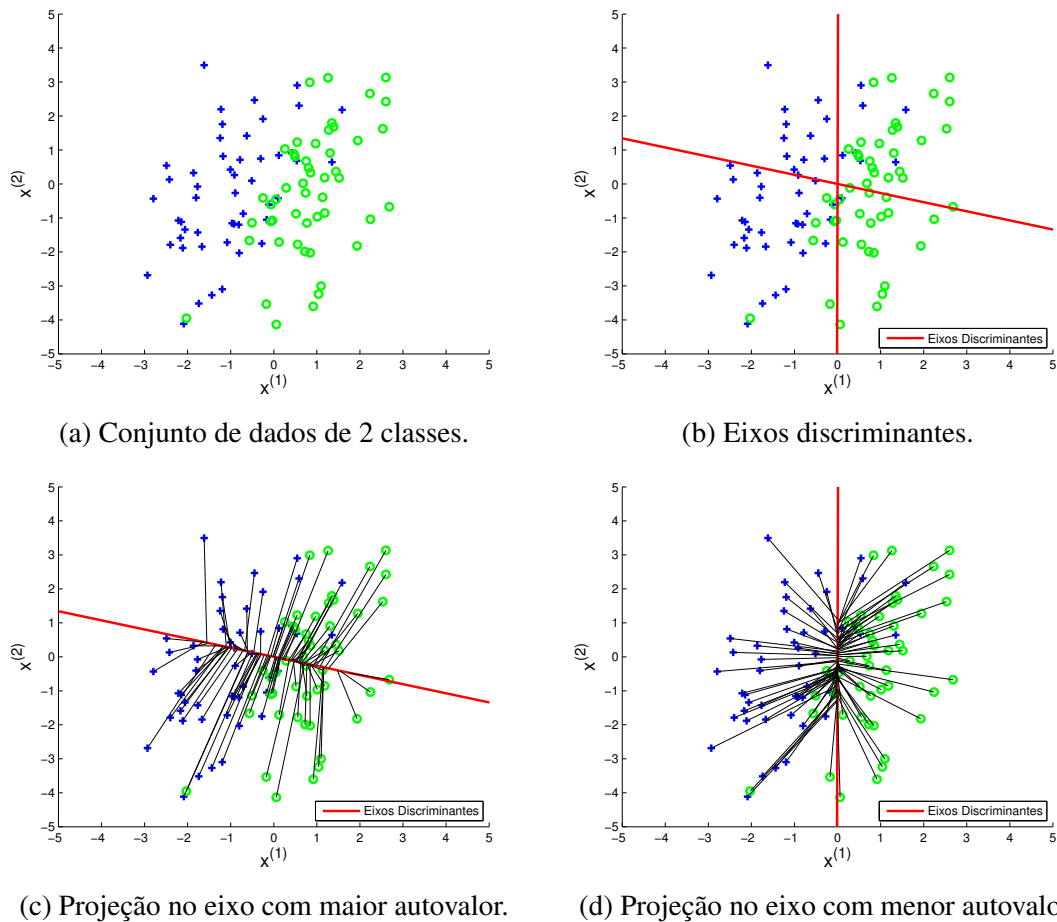 5
4
3
2
1
0
−1
−2
−3
−4
−5
−5 −4 −3 −2 −1 0 1 2 3 4 5
x(2)
x(1)
5
4
3
2
1
0
−1
−2
−3
−4
−5
−5 −4 −3 −2 −1 0 1 2 3 4 5
x(2)
x(1)
Eixos Discriminantes
(a) Conjunto de dados de 2 classes.
(b) Eixos discriminantes.
5
4
3
2
1
0
−1
−2
−3
−4
−5
−5 −4 −3 −2 −1 0 1 2 3 4 5
x(2)
x(1)
Eixos Discriminantes
5
4
3
2
1
0
−1
−2
−3
−4
−5
−5 −4 −3 −2 −1 0 1 2 3 4 5
x(2)
x(1)
Eixos Discriminantes
(c) Projeção no eixo com maior autovalor.
(d) Projeção no eixo com menor autovalo